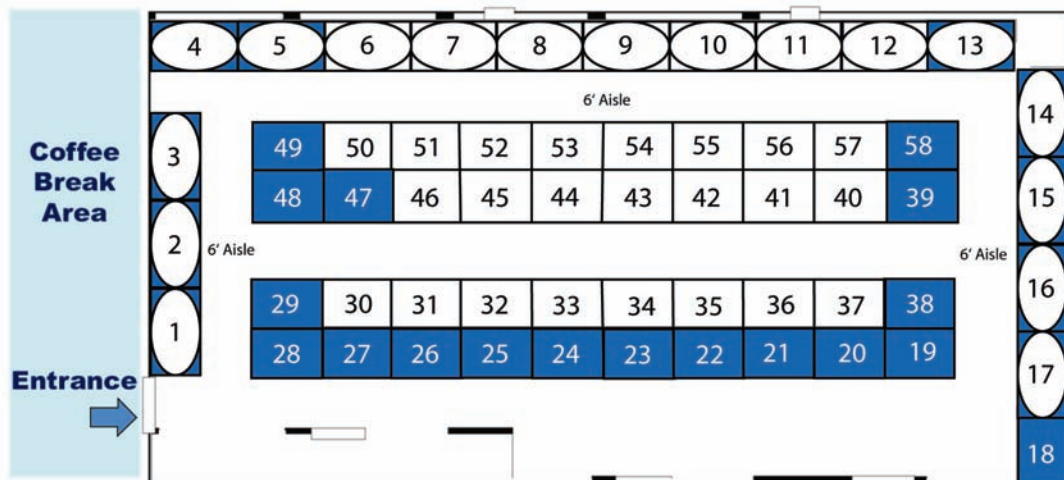 4 5 6 7 8 9 10 11 12 13
6' Aisle
14
3
Coffee
Break
Area
49 50 51 52 53 54 55 56 57 58
48 47 46 45 44 43 42 41 40 39
15
2
6' Aisle
6' Aisle
16
1
29 30 31 32 33 34 35 36 37 38
28 27 26 25 24 23 22 21 20 19
17
Entrance
18